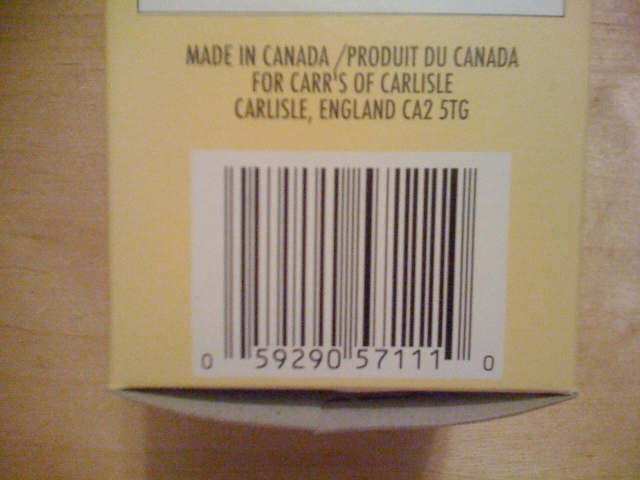 MADE IN CANADA /PRODUIT DU CANADA
FOR CARR'S OF CARLISLE
CARLISLE, ENGLAND CA2 5TG
0 59290 57111 0